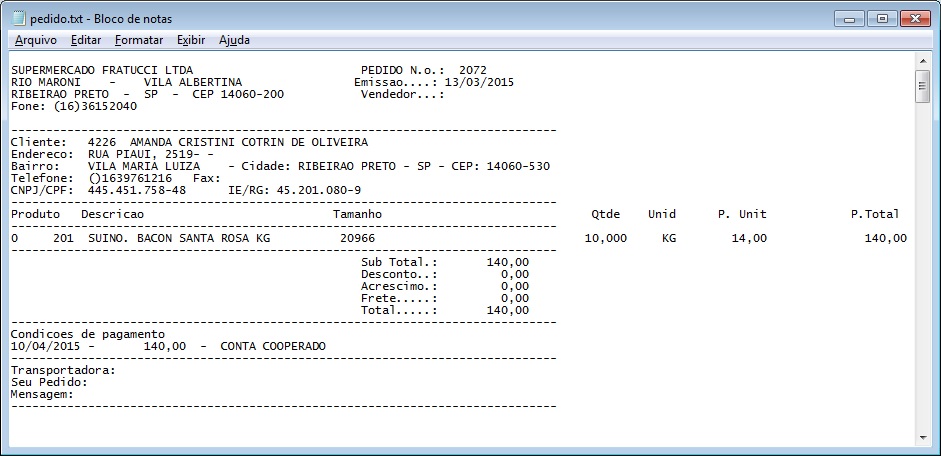 pedido.txt - Bloco de notas
Arquivo Editar Formatar Exibir Ajuda
SUPERMERCADO FRATUCCI LTDA PEDIDO N.o.: 2072
RIO MARONI - VILA ALBERTINA Emissao....: 13/03/2015
RIBEIRAO PRETO - SP - CEP 14060-200 Vendedor...:
Fone: (16)36152040
------------------------------------------------------------------------------
Cliente: 4226 AMANDA CRISTINI COTRIN DE OLIVEIRA
Endereco: RUA PIAUI, 2519- -
Bairro: VILA MARIA LUIZA - Cidade: RIBEIRAO PRETO - SP - CEP: 14060-530
Telefone: ()1639761216 Fax:
CNPJ/CPF: 445.451.758-48 IE/RG: 45.201.080-9
------------------------------------------------------------------------------
Produto Descricao Tamanho Qtde Unid P. Unit P.Total
------------------------------------------------------------------------------
0 201 SUINO. BACON SANTA ROSA KG 20966 10,000 KG 14,00 140,00
------------------------------------------------------------------------------
Sub Total.: 140,00
Desconto..: 0,00
Acrescimo.: 0,00
Frete.....: 0,00
Total.....: 140,00
------------------------------------------------------------------------------
Condicoes de pagamento
10/04/2015 - 140,00 - CONTA COOPERADO
------------------------------------------------------------------------------
Transportadora:
Seu Pedido:
Mensagem:
------------------------------------------------------------------------------